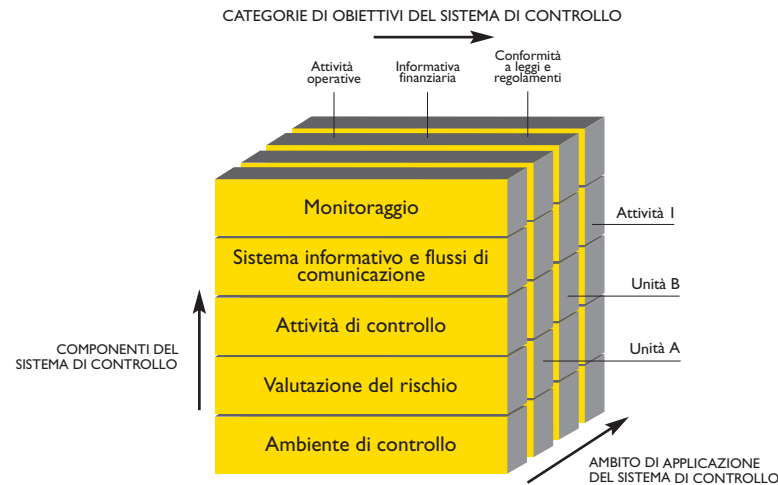 CATEGORIE DI OBIETTIVI DEL SISTEMA DI CONTROLLO
Attività
operative
Informativa
finanziaria
Conformità
a leggi e
regolamenti
Monitoraggio
Sistema informativo e flussi di
comunicazione
Attività di controllo
Valutazione del rischio
Ambiente di controllo
Attività 1
Unità B
Unità A
COMPONENTI DEL
SISTEMA DI CONTROLLO
AMBITO DI APPLICAZIONE
DEL SISTEMA DI CONTROLLO